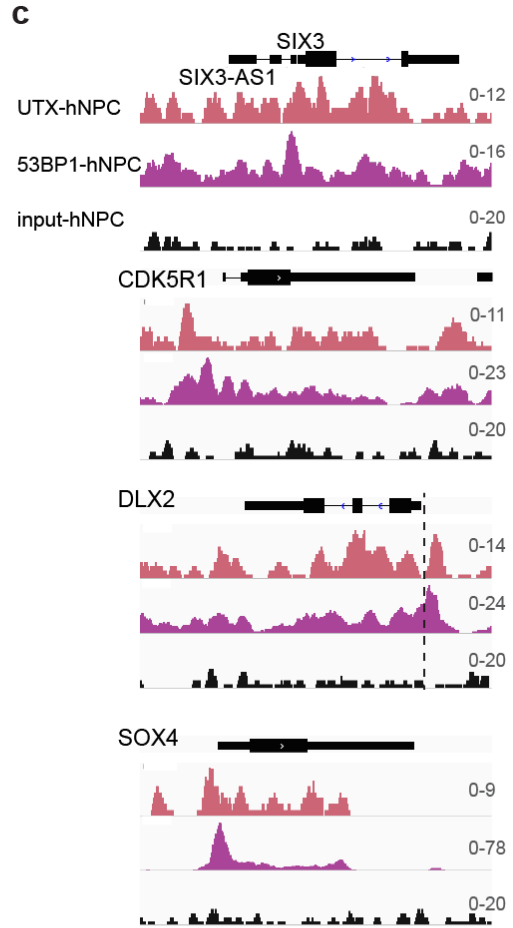 C
SIX3
SIX3-AS1
UTX-hNPC
0-12
53BP1-hNPC
0-16
input-hNPC
0-20
CDK5R1
0-11
0-23
0-20
DLX2
0-14
0-24
0-20
SOX4
0-9
0-78
0-20